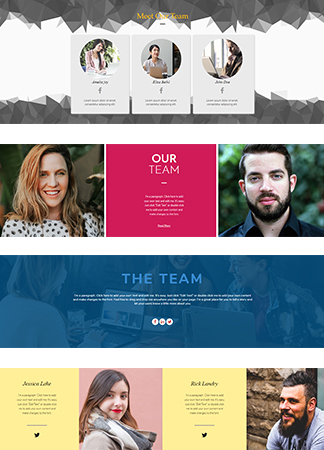 Meet Our Team
Amalia Jay
Eliza Bailü
John Doe
Lorem ipsum dolor sit amet,
consectetur adipiscing elit.
Lorem ipsum dolor sit amet,
consectetur adipiscing elit.
Lorem ipsum dolor sit amet,
consectetur adipiscing elit.
OUR
TEAM
I'm a paragraph. Click here to
add your own text and edit me. It's easy.
Just click "Edit Text" or double click
me to add your own content and
make changes to the font.
Read More
THE TEAM
I'm a paragraph. Click here to add your own text and edit me. It's easy. Just click "Edit Text" or double click me to add your own content
and make changes to the font. Feel free to drag and drop me anywhere you like on your page. I'm a great place for you to tell a story and
let your users know a little more about you.
Jessica Lake
I'm a paragraph. Click here to add
your own text and edit me. It's easy.
Just click "Edit Text" or double
click me to add your own content
and make changes to the font.
Rick Landry
I'm a paragraph. Click here to add
your own text and edit me. It's easy.
Just click "Edit Text" or double
click me to add your own content
and make changes to the font.